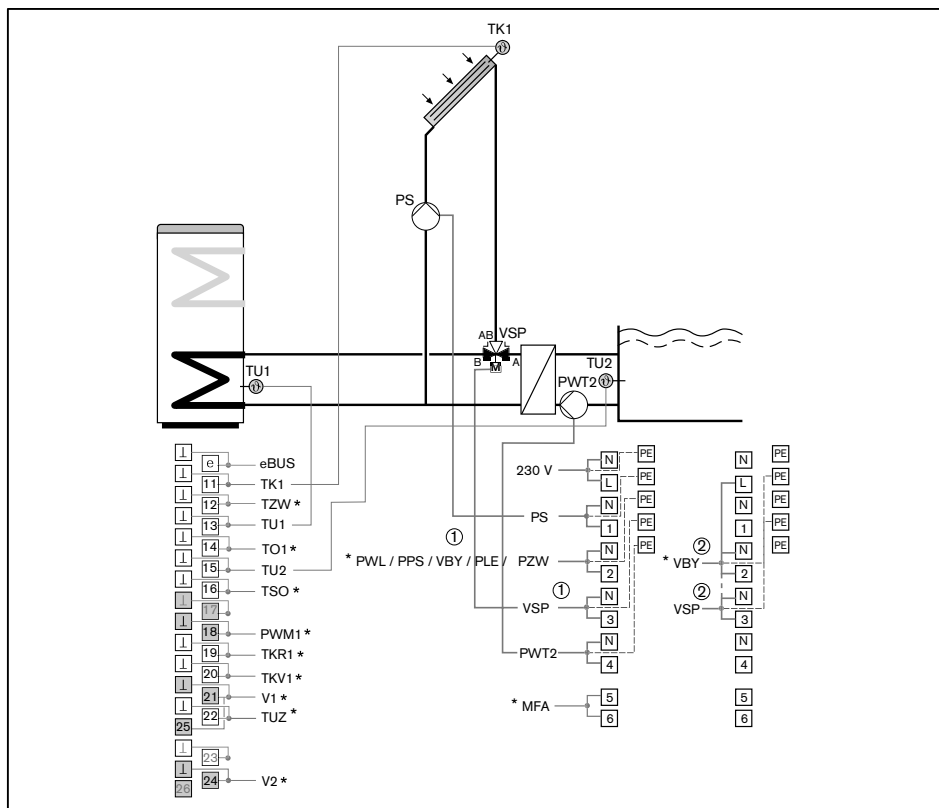 TK1
PS
AB VSP
B M A
TU1
TU2
PWT2
⊥
e eBUS
⊥
11 TK1
⊥
12 TZW *
⊥
13 TU1
⊥
14 TO1*
⊥
15 TU2
⊥
16 TSO *
⊥
17
⊥
18 PWM1 *
⊥
19 TKR1 *
⊥
20 TKV1 *
⊥
21 V1 *
⊥
22 TUZ *
25
⊥
23
⊥
24 V2 *
26
230 V N PE
L PE
PS N PE
1 PE
① * PWL / PPS / VBY / PLE / PZW N PE
2
① VSP N
3
PWT2 N
4
* MFA 5
6
N PE
L PE
N PE
1 PE
② * VBY N PE
2
② VSP N
3
N
4
5
6